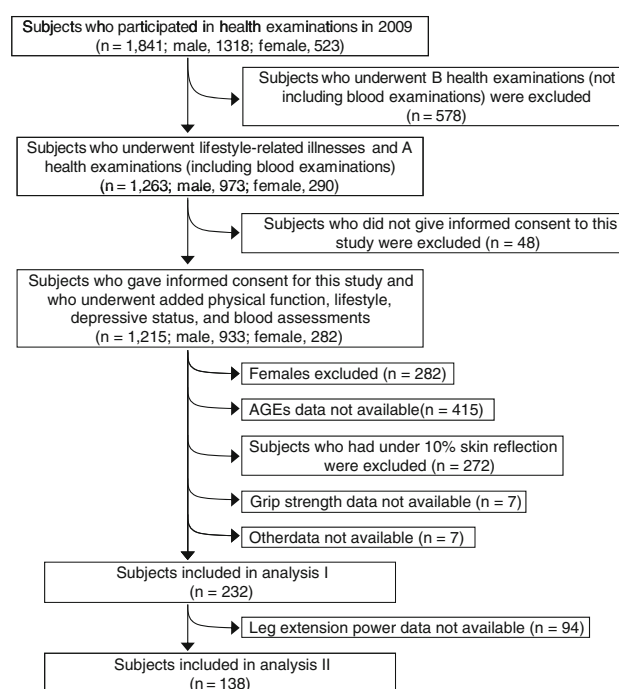 Subjects who participated in health examinations in 2009
(n = 1,841; male, 1318; female, 523)
Subjects who underwent B health examinations (not
including blood examinations) were excluded
(n = 578)
Subjects who underwent lifestyle-related illnesses and A
health examinations (including blood examinations)
(n = 1,263; male, 973; female, 290)
Subjects who did not give informed consent to this
study were excluded (n = 48)
Subjects who gave informed consent for this study and
who underwent added physical function, lifestyle,
depressive status, and blood assessments
(n = 1,215; male, 933; female, 282)
Females excluded (n = 282)
AGEs data not available(n = 415)
Subjects who had under 10% skin reflection
were excluded (n = 272)
Grip strength data not available (n = 7)
Otherdata not available (n = 7)
Subjects included in analysis I
(n = 232)
Leg extension power data not available (n = 94)
Subjects included in analysis II
(n = 138)